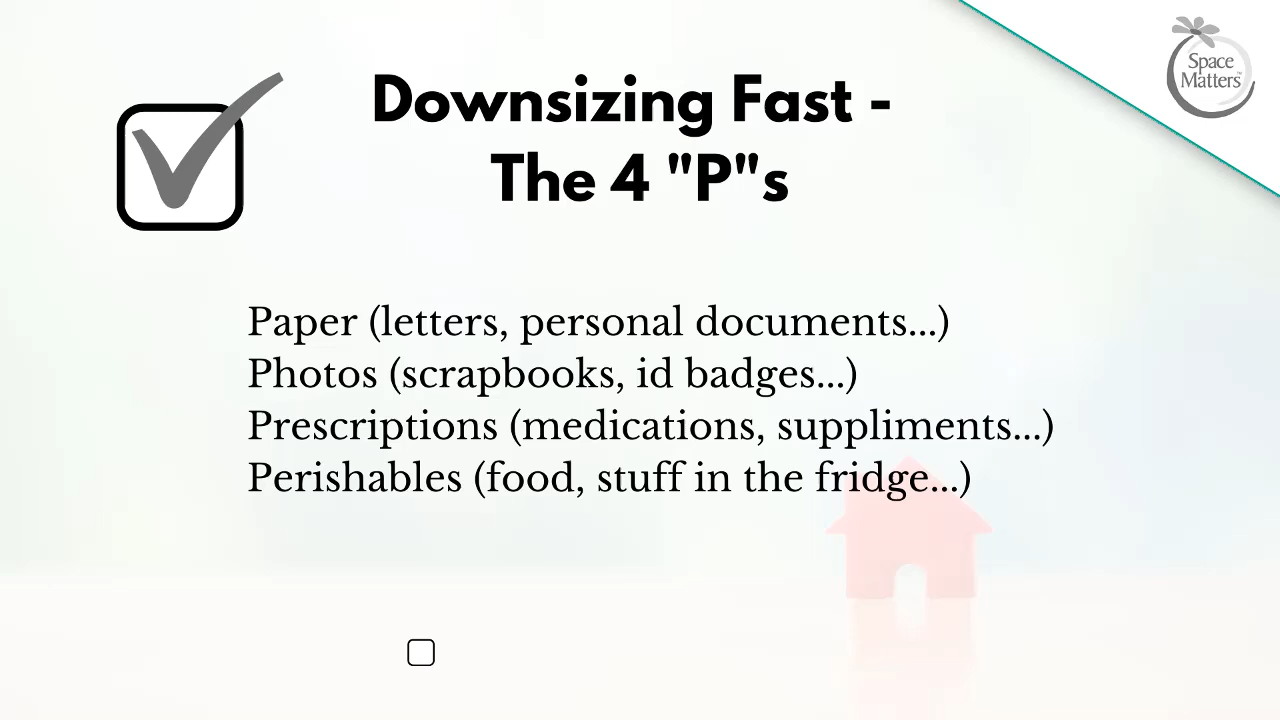 Space
Matters™
Downsizing Fast -
The 4 "P"s
Paper (letters, personal documents...)
Photos (scrapbooks, id badges...)
Prescriptions (medications, suppliments...)
Perishables (food, stuff in the fridge...)